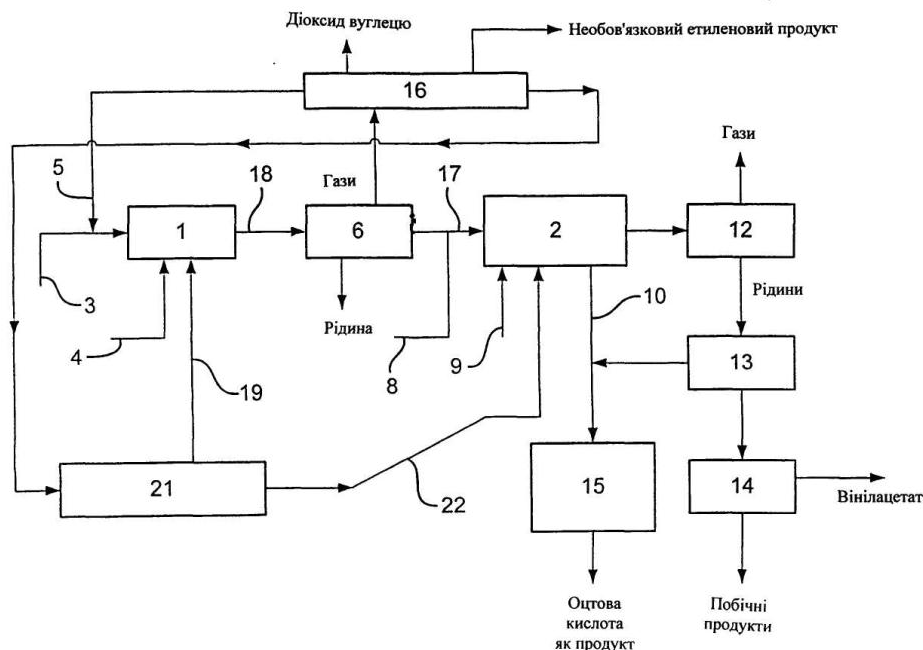 Діоксид вуглецю
Необов'язковий етиленовий продукт
16
Гази
5
18
Гази
17
1
6
2
12
3
Рідина
10
Рідини
4
8
9
13
19
21
22
15
14
Вінілацетат
Оцтова
кислота
як продукт
Побічні
продукти